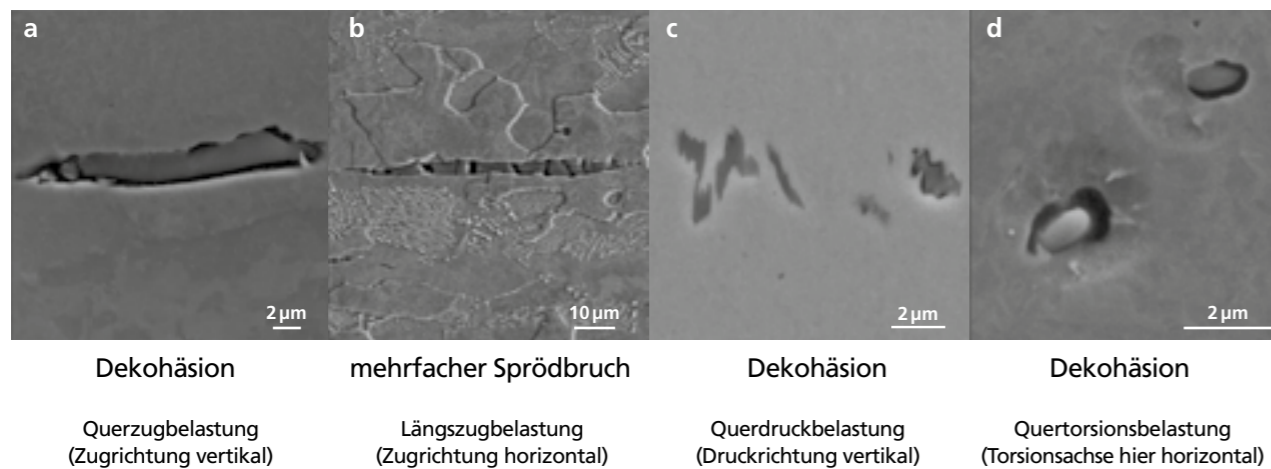 a
b
c
d
2 µm
10 µm
2 µm
2 µm
Dekohäsion
mehrfacher Sprödbruch
Dekohäsion
Dekohäsion
Querzugbelastung
(Zugrichtung vertikal)
Längszugbelastung
(Zugrichtung horizontal)
Querdruckbelastung
(Druckrichtung vertikal)
Quertorsionsbelastung
(Torsionsachse hier horizontal)